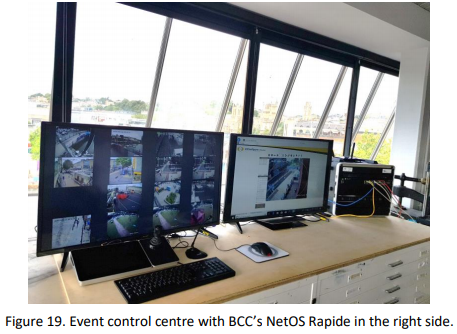 Figure 19. Event control centre with BCC's NetOS Rapide in the right side.